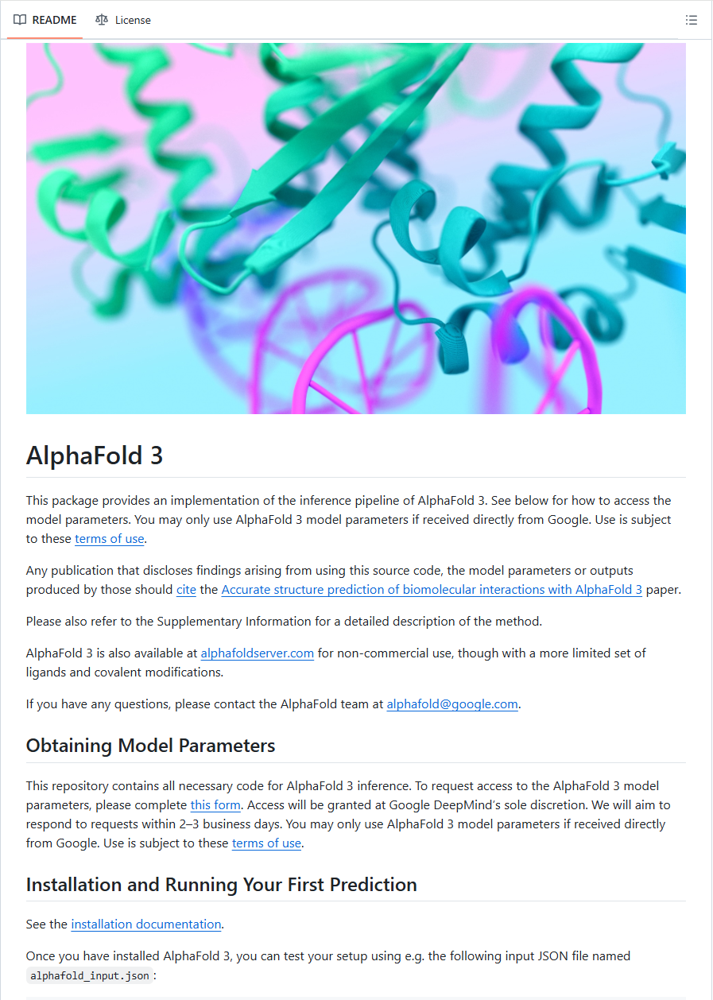 README License
AlphaFold 3
This package provides an implementation of the inference pipeline of AlphaFold 3. See below for how to access the
model parameters. You may only use AlphaFold 3 model parameters if received directly from Google. Use is subject
to these terms of use.
Any publication that discloses findings arising from using this source code, the model parameters or outputs
produced by those should cite the Accurate structure prediction of biomolecular interactions with AlphaFold 3 paper.
Please also refer to the Supplementary Information for a detailed description of the method.
AlphaFold 3 is also available at alphafoldserver.com for non-commercial use, though with a more limited set of
ligands and covalent modifications.
If you have any questions, please contact the AlphaFold team at alphafold@google.com.
Obtaining Model Parameters
This repository contains all necessary code for AlphaFold 3 inference. To request access to the AlphaFold 3 model
parameters, please complete this form. Access will be granted at Google DeepMind’s sole discretion. We will aim to
respond to requests within 2–3 business days. You may only use AlphaFold 3 model parameters if received directly
from Google. Use is subject to these terms of use.
Installation and Running Your First Prediction
See the installation documentation.
Once you have installed AlphaFold 3, you can test your setup using e.g. the following input JSON file named
alphafold_input.json: